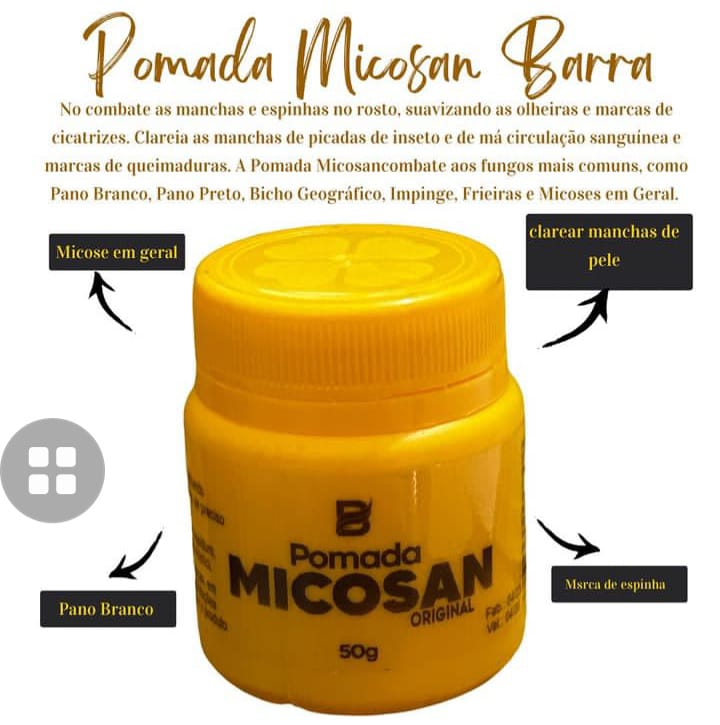 Pomada Micosan Barra
No combate as manchas e espinhas no rosto, suavizando as olheiras e marcas de
cicatrizes. Clareia as manchas de picadas de inseto e de má circulação sanguínea e
marcas de queimaduras. A Pomada Micosancombate aos fungos mais comuns, como
Pano Branco, Pano Preto, Bicho Geográfico, Impinge, Frieiras e Micoses em Geral.
Micose em geral
clarear manchas de
pele
B
Pomada
MICOSAN
ORIGINAL
50g
Fab.
Val.
Pano Branco
Msrca de espinha